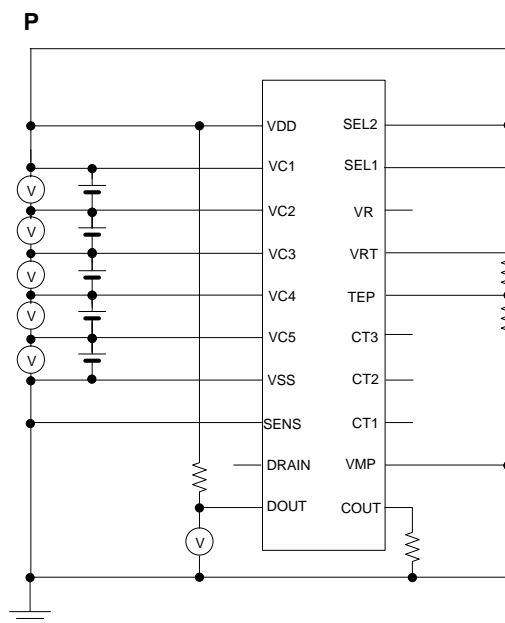 P
VDD SEL2
VC1 SEL1
V
VC2 VR
V
VC3 VRT
V
VC4 TEP
V
VC5 CT3
V
VSS CT2
SENS CT1
DRAIN VMP
DOUT COUT
V